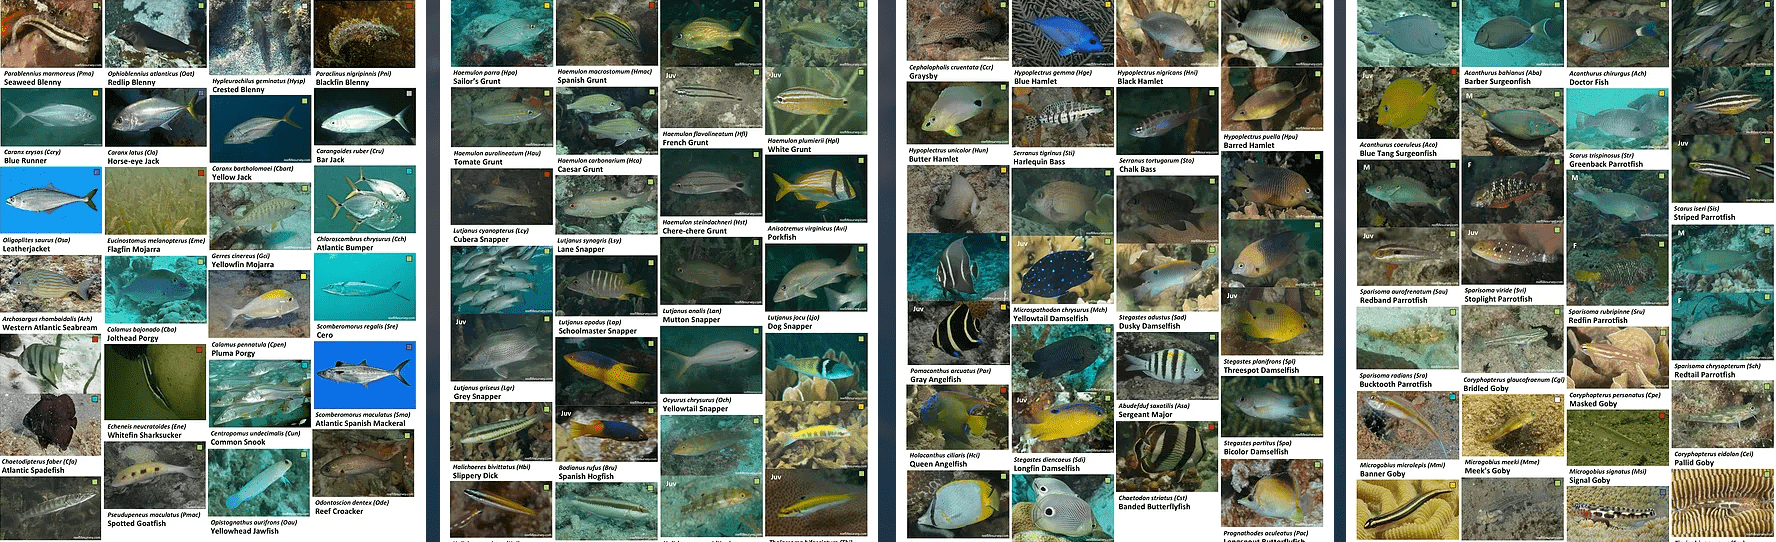 Parablennius marmoreus (Pma)
Seaweed Blenny
Ophioblennius atlanticus (Oat)
Redlip Blenny
Hypleurochilus geminatus (Hysp)
Crested Blenny
Paraclinus nigripinnis (Pni)
Blackfin Blenny
Caranx crysos (Ccry)
Blue Runner
Caranx latus (Cla)
Horse-eye Jack
Caranx bartholomaei (Cbart)
Yellow Jack
Carangoides ruber (Cru)
Bar Jack
Oligoplites saurus (Osa)
Leatherjacket
Eucinostomus melanopterus (Eme)
Flagfin Mojarra
Gerres cinereus (Gci)
Yellowfin Mojarra
Chloroscombrus chrysurus (Cch)
Atlantic Bumper
Archosargus rhomboidalis (Arh)
Western Atlantic Seabream
Calamus bajonado (Cba)
Jolthead Porgy
Calamus pennatula (Cpen)
Pluma Porgy
Scomberomorus regalis (Sre)
Cero
Chaetodipterus faber (Cfa)
Atlantic Spadefish
Echeneis neucratoides (Ene)
Whitefin Sharksucker
Centropomus undecimalis (Cun)
Common Snook
Scomberomorus maculatus (Sma)
Atlantic Spanish Mackeral
Pseudupeneus maculatus (Pmac)
Spotted Goatfish
Opistognathus aurifrons (Oau)
Yellowhead Jawfish
Odontoscion dentex (Ode)
Reef Croacker
Haemulon parra (Hpa)
Sailor's Grunt
Haemulon macrostomum (Hmac)
Spanish Grunt
Juv
Haemulon flavolineatum (Hfl)
French Grunt
Juv
Haemulon plumierii (Hpl)
White Grunt
Haemulon aurolineatum (Hau)
Tomate Grunt
Haemulon carbonarium (Hca)
Caesar Grunt
Haemulon steindachneri (Hst)
Chere-chere Grunt
Anisotremus virginicus (Avi)
Porkfish
Lutjanus cyanopterus (Lcy)
Cubera Snapper
Lutjanus synagris (Lsy)
Lane Snapper
Lutjanus analis (Lan)
Mutton Snapper
Lutjanus jocu (Ljo)
Dog Snapper
Juv
Lutjanus griseus (Lgr)
Grey Snapper
Lutjanus apodus (Lap)
Schoolmaster Snapper
Ocyurus chrysurus (Och)
Yellowtail Snapper
Halichoeres bivittatus (Hbi)
Slippery Dick
Juv
Bodianus rufus (Bru)
Spanish Hogfish
Juv
Juv
Cephalopholis cruentata (Ccr)
Graysby
Hypoplectrus gemma (Hge)
Blue Hamlet
Hypoplectrus nigricans (Hni)
Black Hamlet
Hypoplectrus puella (Hpu)
Barred Hamlet
Hypoplectrus unicolor (Hun)
Butter Hamlet
Serranus tigrinus (Sti)
Harlequin Bass
Serranus tortugarum (Sto)
Chalk Bass
Juv
Pomacanthus arcuatus (Par)
Gray Angelfish
Juv
Microspathodon chrysurus (Mch)
Yellowtail Damselfish
Stegastes adustus (Sad)
Dusky Damselfish
Juv
Stegastes planifrons (Spl)
Threespot Damselfish
Holacanthus ciliaris (Hci)
Queen Angelfish
Juv
Stegastes diencaeus (Sdi)
Longfin Damselfish
Abudefduf saxatilis (Asa)
Sergeant Major
Stegastes partitus (Spa)
Bicolor Damselfish
Chaetodon striatus (Cst)
Banded Butterflyfish
Prognathodes aculeatus (Pac)
Longsnout Butterflyfish
Juv
Acanthurus coeruleus (Aco)
Blue Tang Surgeonfish
Acanthurus bahianus (Aba)
Barber Surgeonfish
Acanthurus chirurgus (Ach)
Doctor Fish
M
Scarus trispinosus (Str)
Greenback Parrotfish
Juv
Scarus iseri (Sis)
Striped Parrotfish
M
F
M
Juv
Sparisoma aurofrenatum (Sau)
Redband Parrotfish
Juv
Sparisoma viride (Svi)
Stoplight Parrotfish
F
Sparisoma rubripinne (Sru)
Redfin Parrotfish
M
F
Sparisoma chrysopterum (Sch)
Redtail Parrotfish
Sparisoma radians (Sra)
Bucktooth Parrotfish
Coryphopterus glaucofraenum (Cgl)
Bridled Goby
Coryphopterus personatus (Cpe)
Masked Goby
Coryphopterus eidolon (Cei)
Pallid Goby
Microgobius microlepis (Mmi)
Banner Goby
Microgobius meeki (Mme)
Meek's Goby
Microgobius signatus (Msi)
Signal Goby